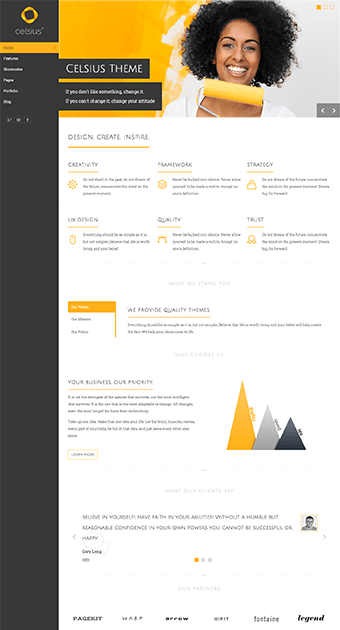 celsius°
Home
Features
Shortcodes
Pages
Portfolio
Blog
CELSIUS THEME
If you don't like something, change it.
If you can't change it, change your attitude
DESIGN. CREATE. INSPIRE.
CREATIVITY
Do not dwell in the past, do not dream of
the future, concentrate the mind on the
present moment.
FRAMEWORK
Never be bullied into silence. Never allow
yourself to be made a victim. Accept no
one's definition.
STRATEGY
Do not dream of the future, concentrate
the mind on the present moment. Dream
big life forward.
UX DESIGN
Everything should be as simple as it is,
but not simpler, believe that life is worth
living and your belief
QUALITY
Never be bullied into silence. Never allow
yourself to be made a victim. Accept no
one's definition.
TRUST
Do not dream of the future, concentrate
the mind on the present moment. Dream
big life forward.
WHAT WE STAND FOR
Our Vision
Our Mission
Our Policy
WE PROVIDE QUALITY THEMES
Everything should be as simple as it is, but not simpler. Believe that life is worth living and your belief will help create
the fact. We help your ideas come to life.
WHY CHOOSE US
YOUR BUSINESS, OUR PRIORITY
It is not the strongest of the species that survives, nor the most intelligent
that survives. It is the one that is the most adaptable to change. All changes,
even the most longed for have their melancholy.
Take up one idea. Make that one idea your life. Let the brain, muscles, nerves,
every part of your body, be full of that idea, and just leave every other idea
alone.
LEARN MORE
WHAT OUR CLIENTS SAY
BELIEVE IN YOURSELF! HAVE FAITH IN YOUR ABILITIES! WITHOUT A HUMBLE BUT
REASONABLE CONFIDENCE IN YOUR OWN POWERS YOU CANNOT BE SUCCESSFUL OR
HAPPY.
Gary Long
CEO
OUR PARTNERS
PAGEKIT
WARP
arrow
UIKIT
fontaine
legend